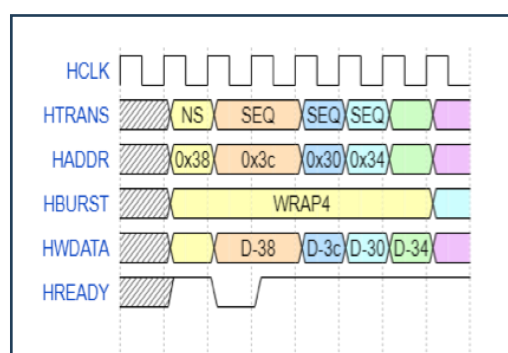 HCLK
HTRANS NS SEQ SEQ SEQ
HADDR 0x38 0x3c 0x30 0x34
HBURST WRAP4
HWDATA D-38 D-3c D-30 D-34
HREADY